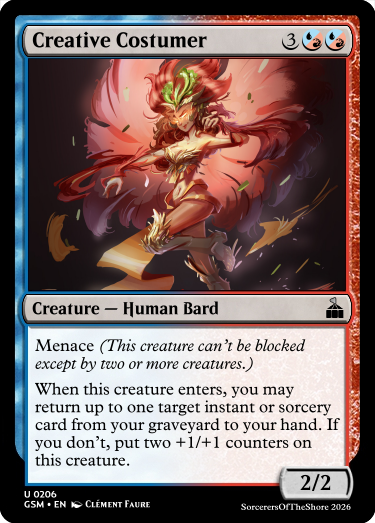 Creative Costumer 3
Creature — Human Bard
Menace (This creature can't be blocked
except by two or more creatures.)
When this creature enters, you may
return up to one target instant or sorcery
card from your graveyard to your hand. If
you don't, put two +1/+1 counters on
this creature.
2/2
U 0206
GSM • EN Clément Faure
SorcerersOfTheShore 2026